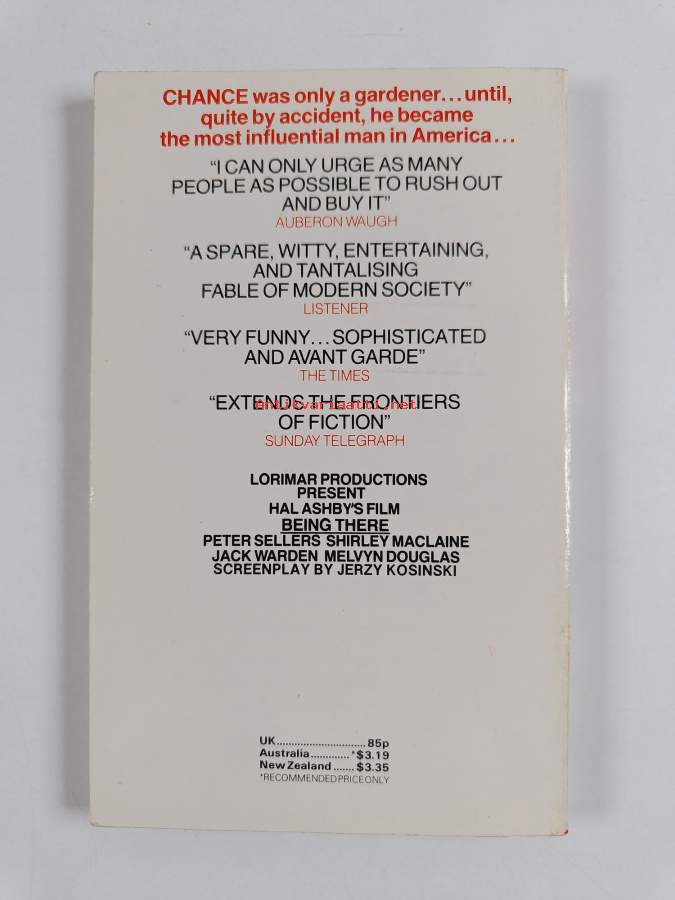 CHANCE was only a gardener...until,
quite by accident, he became
the most influential man in America...
“I CAN ONLY URGE AS MANY
PEOPLE AS POSSIBLE TO RUSH OUT
AND BUY IT”
AUBERON WAUGH
“A SPARE, WITTY, ENTERTAINING,
AND TANTALISING
FABLE OF MODERN SOCIETY”
LISTENER
“VERY FUNNY...SOPHISTICATED
AND AVANT GARDE”
THE TIMES
“EXTENDS THE FRONTIERS
antikvariaatti.net
OF FICTION”
SUNDAY TELEGRAPH
LORIMAR PRODUCTIONS
PRESENT
HAL ASHBY'S FILM
BEING THERE
PETER SELLERS SHIRLEY MACLAINE
JACK WARDEN MELVYN DOUGLAS
SCREENPLAY BY JERZY KOSINSKI
UK.............................. 85p
Australia ............. *$3.19
New Zealand ....... $3.35
*RECOMMENDED PRICE ONLY